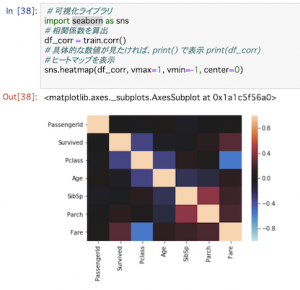 In [38]:
# 可視化ライブラリ
import seaborn as sns
# 相関係数を算出
df_corr = train.corr()
# 具体的な数値が見たければ、print() で表示 print(df_corr)
# ヒートマップを表示
sns.heatmap(df_corr, vmax=1, vmin=-1, center=0)
Out[38]: <matplotlib.axes._subplots.AxesSubplot at 0x1a1c5f56a0>
PassengerId
Survived
Pclass
Age
SibSp
Parch
Fare
PassengerId
Survived
Pclass
Age
SibSp
Parch
Fare
0.8
0.4
0.0
-0.4
-0.8